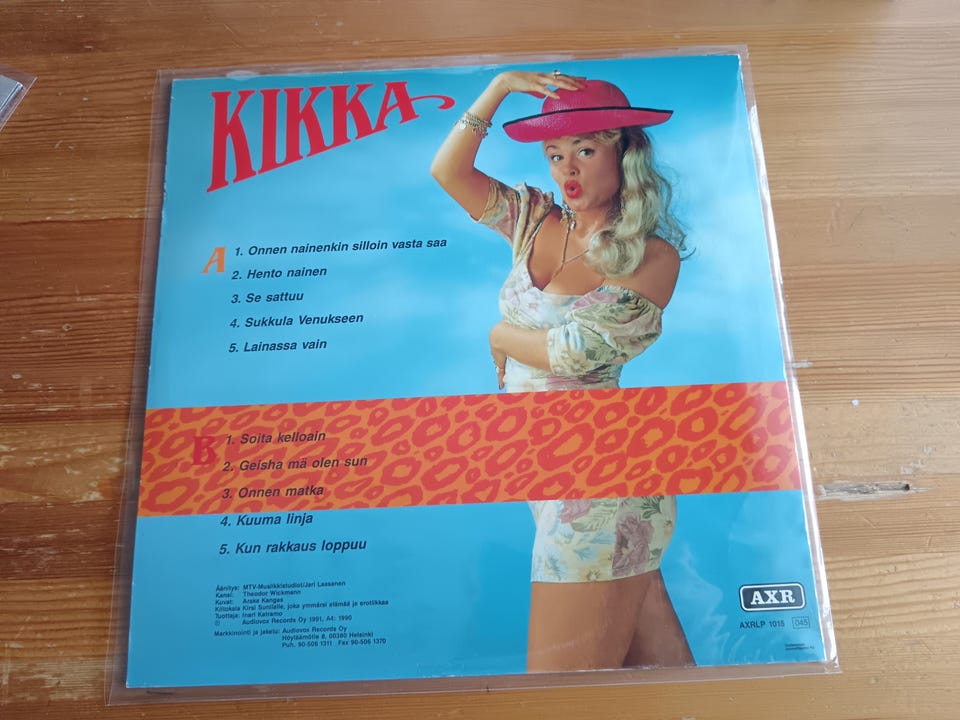 KIKKA
A 1. Onnen nainenkin silloin vasta saa
2. Hento nainen
3. Se sattuu
4. Sukkula Venukseen
5. Lainassa vain
B 1. Soita kelloain
2. Geisha mä olen sun
3. Onnen matka
4. Kuuma linja
5. Kun rakkaus loppuu
Äänitys: MTV-Musiikkistudiot/Jari Laasanen
Kansi: Theodor Wickmann
Kuvat: Arska Kangas
Kiitoksia Kirsi Suntielle, joka ymmärsi elämää ja erotiikkaa
Tuottaja: Ineri Katramo
Ⓟ Audiovox Records Oy 1991, A4: 1990
Markkinointi ja jakelu: Audiovox Records Oy
Höyläämötie 8, 00380 Helsinki
Puh. 90-506 1311 Fax 90-506 1370
AXR
AXRLP 1015 045